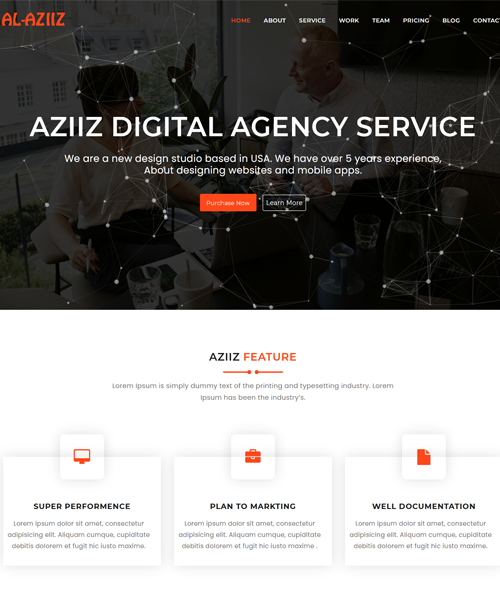 AL-AZIIZ
HOME ABOUT SERVICE WORK TEAM PRICING BLOG CONTAC
AZIIZ DIGITAL AGENCY SERVICE
We are a new design studio based in USA. We have over 5 years experience,
About designing websites and mobile apps.
Purchase Now Learn More
AZIIZ FEATURE
Lorem Ipsum is simply dummy text of the printing and typesetting industry. Lorem
Ipsum has been the industry's.
SUPER PERFORMENCE
Lorem ipsum dolor sit amet, consectetur
adipisicing elit. Aliquam cumque, cupiditate
debitis dolorem et fugit hic iusto maxime.
PLAN TO MARKTING
Lorem ipsum dolor sit amet, consectetur
adipisicing elit. Aliquam cumque, cupiditate
debitis dolorem et fugit hic iusto maxime .
WELL DOCUMENTATION
Lorem ipsum dolor sit amet, consectetur
adipisicing elit. Aliquam cumque, cupiditate
debitis dolorem et fugit hic iusto maxime.